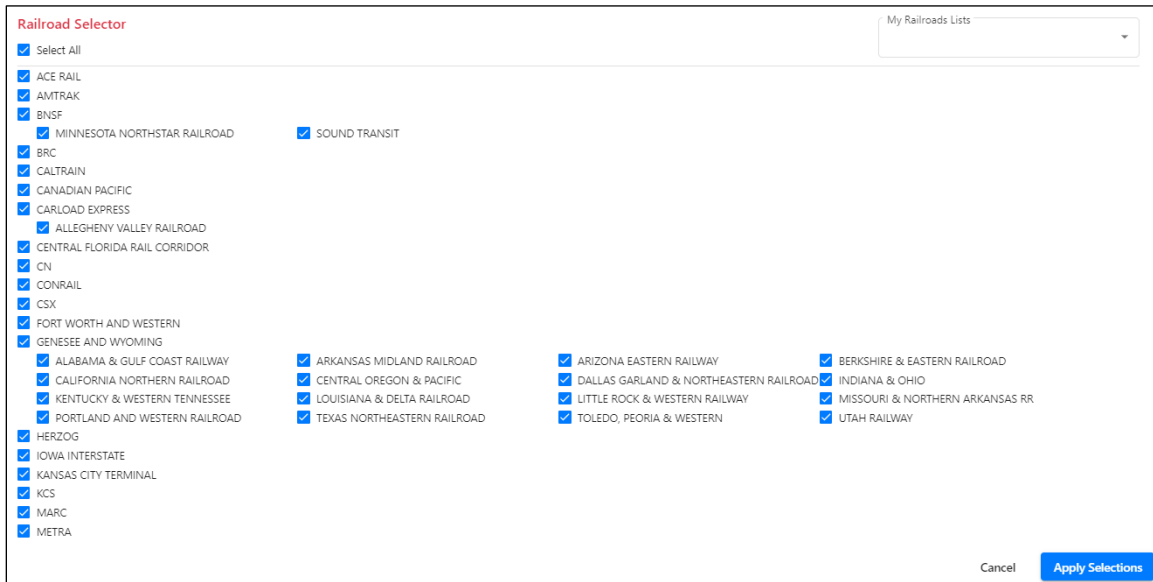 Railroad Selector
My Railroads Lists
Select All
ACE RAIL
AMTRAK
BNSF
MINNESOTA NORTHSTAR RAILROAD SOUND TRANSIT
BRC
CALTRAIN
CANADIAN PACIFIC
CARLOAD EXPRESS
ALLEGHENY VALLEY RAILROAD
CENTRAL FLORIDA RAIL CORRIDOR
CN
CONRAIL
CSX
FORT WORTH AND WESTERN
GENESEE AND WYOMING
ALABAMA & GULF COAST RAILWAY ARKANSAS MIDLAND RAILROAD ARIZONA EASTERN RAILWAY BERKSHIRE & EASTERN RAILROAD
CALIFORNIA NORTHERN RAILROAD CENTRAL OREGON & PACIFIC DALLAS GARLAND & NORTHEASTERN RAILROAD INDIANA & OHIO
KENTUCKY & WESTERN TENNESSEE LOUISIANA & DELTA RAILROAD LITTLE ROCK & WESTERN RAILWAY MISSOURI & NORTHERN ARKANSAS RR
PORTLAND AND WESTERN RAILROAD TEXAS NORTHEASTERN RAILROAD TOLEDO, PEORIA & WESTERN UTAH RAILWAY
HERZOG
IOWA INTERSTATE
KANSAS CITY TERMINAL
KCS
MARC
METRA
Cancel Apply Selections